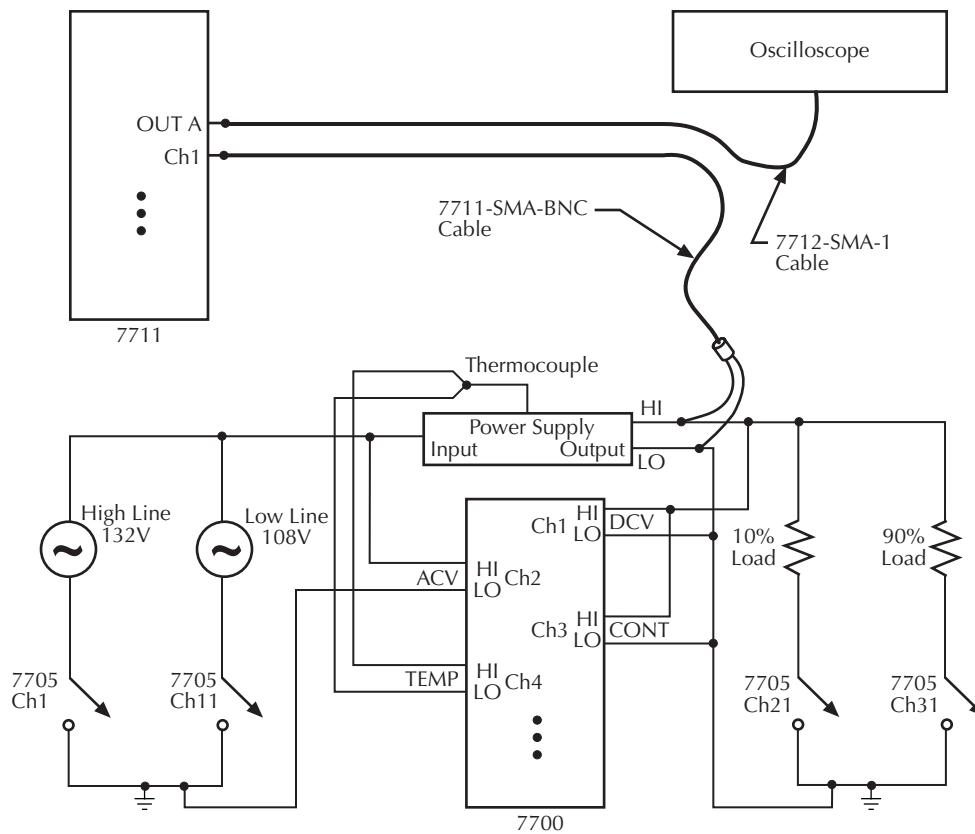 Oscilloscope
OUT A
Ch1
7711-SMA-BNC
Cable
7712-SMA-1
Cable
7711
Thermocouple
HI
Power Supply
Input
Output
LO
High Line
132V
Low Line
108V
HI
Ch1
DCV
LO
10%
Load
90%
Load
HI
ACV
Ch2
LO
HI
Ch3
CONT
LO
HI
TEMP
Ch4
LO
7705
Ch1
7705
Ch11
7705
Ch21
7705
Ch31
7700